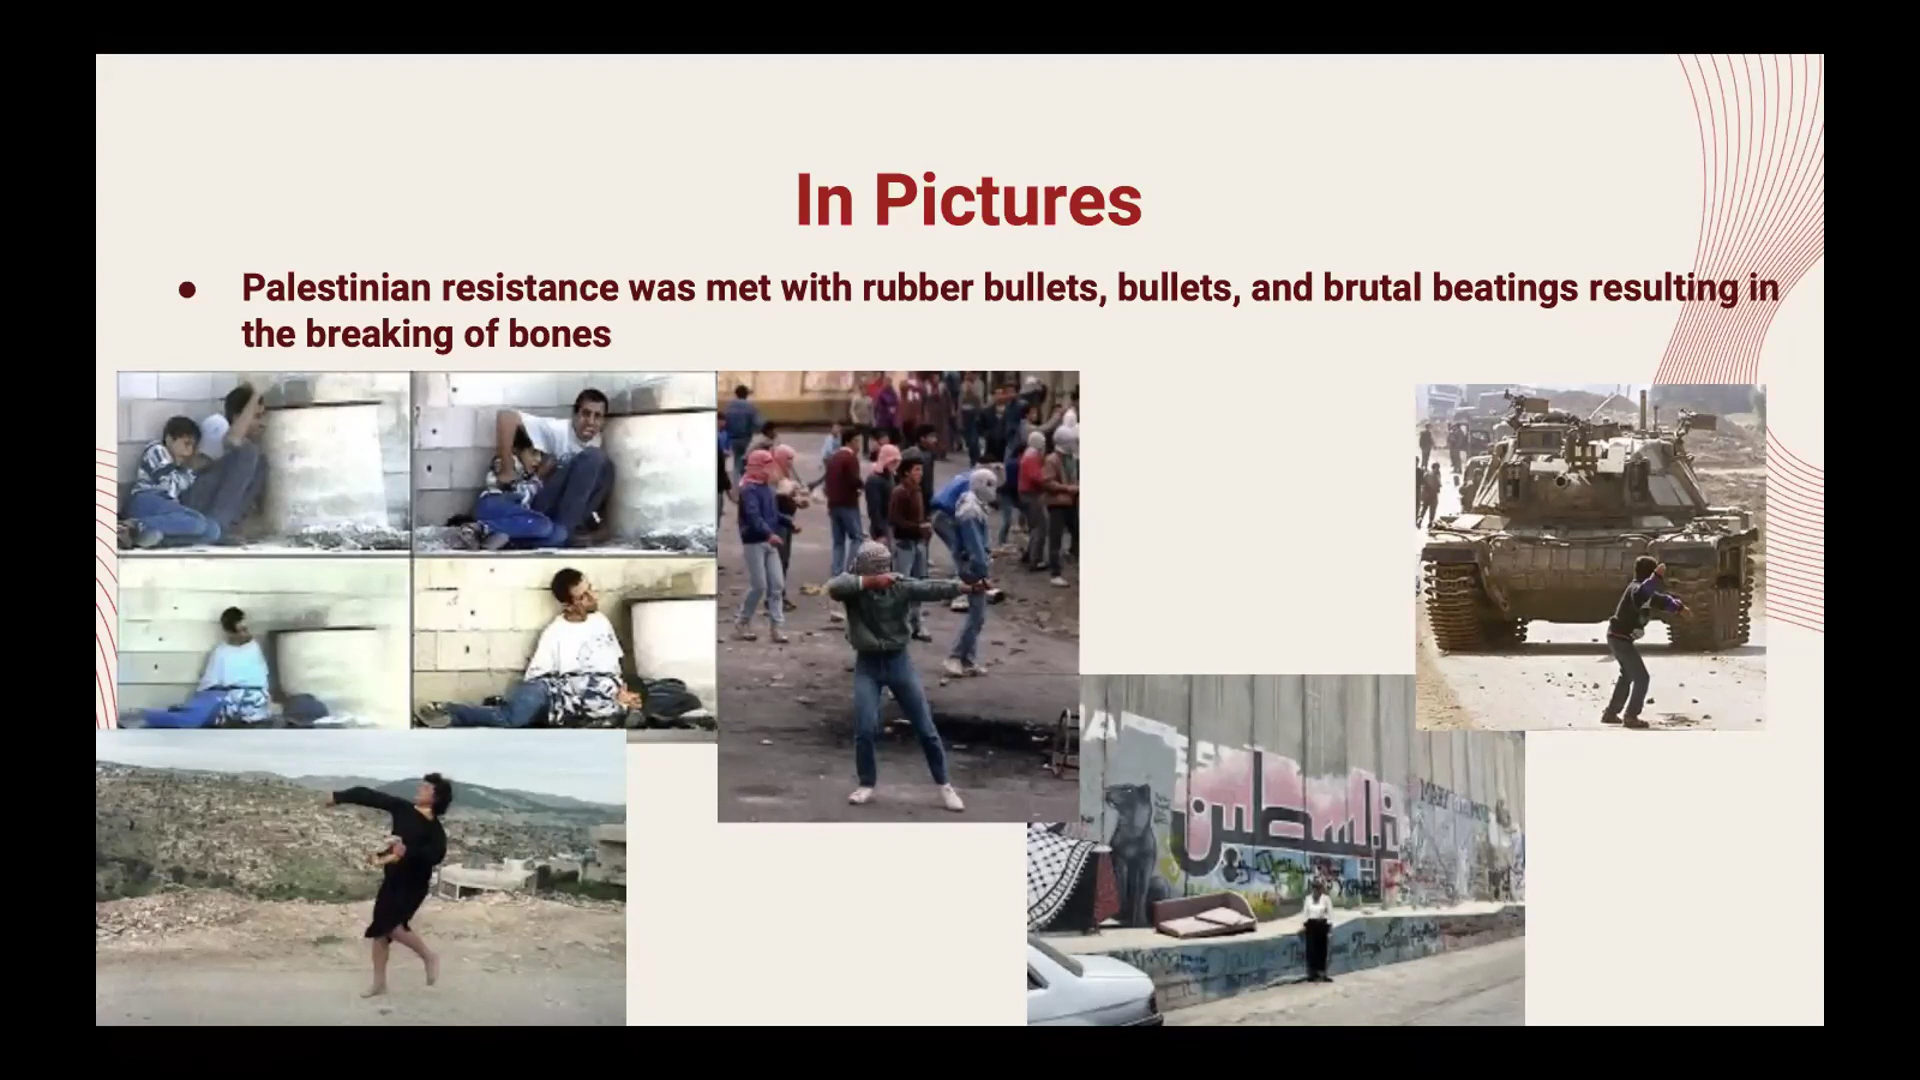 In Pictures
● Palestinian resistance was met with rubber bullets, bullets, and brutal beatings resulting in
the breaking of bones
فلسطين